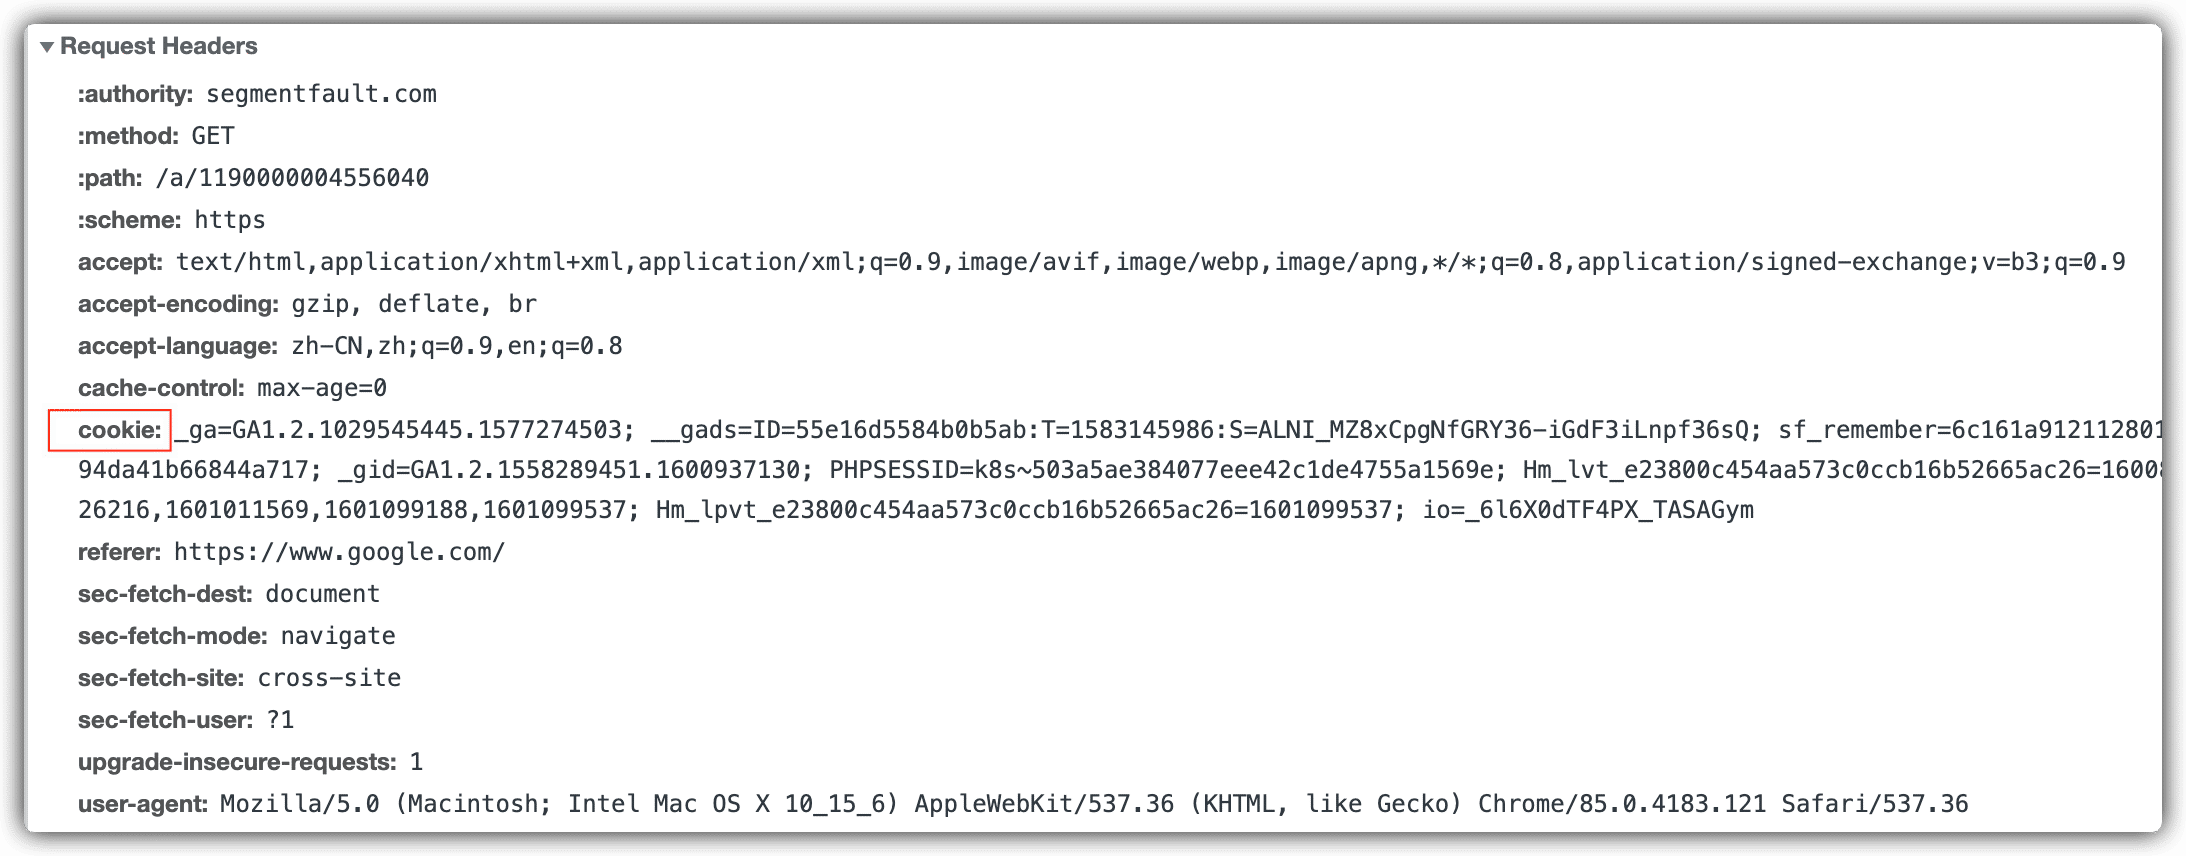 Request Headers
:authority: segmentfault.com
:method: GET
:path: /a/1190000004556040
:scheme: https
accept: text/html,application/xhtml+xml,application/xml;q=0.9,image/avif,image/webp,image/apng,*/*;q=0.8,application/signed-exchange;v=b3;q=0.9
accept-encoding: gzip, deflate, br
accept-language: zh-CN,zh;q=0.9,en;q=0.8
cache-control: max-age=0
cookie: _ga=GA1.2.1029545445.1577274503; __gads=ID=55e16d5584b0b5ab:T=1583145986:S=ALNI_MZ8xCpgNfGRY36-iGdF3iLnpf36sQ; sf_remember=6c161a912112801
94da41b66844a717; _gid=GA1.2.1558289451.1600937130; PHPSESSID=k8s~503a5ae384077eee42c1de4755a1569e; Hm_lvt_e23800c454aa573c0ccb16b52665ac26=16008
26216,1601011569,1601099188,1601099537; Hm_lpvt_e23800c454aa573c0ccb16b52665ac26=1601099537; io=_6l6X0dTF4PX_TASAGym
referer: https://www.google.com/
sec-fetch-dest: document
sec-fetch-mode: navigate
sec-fetch-site: cross-site
sec-fetch-user: ?1
upgrade-insecure-requests: 1
user-agent: Mozilla/5.0 (Macintosh; Intel Mac OS X 10_15_6) AppleWebKit/537.36 (KHTML, like Gecko) Chrome/85.0.4183.121 Safari/537.36